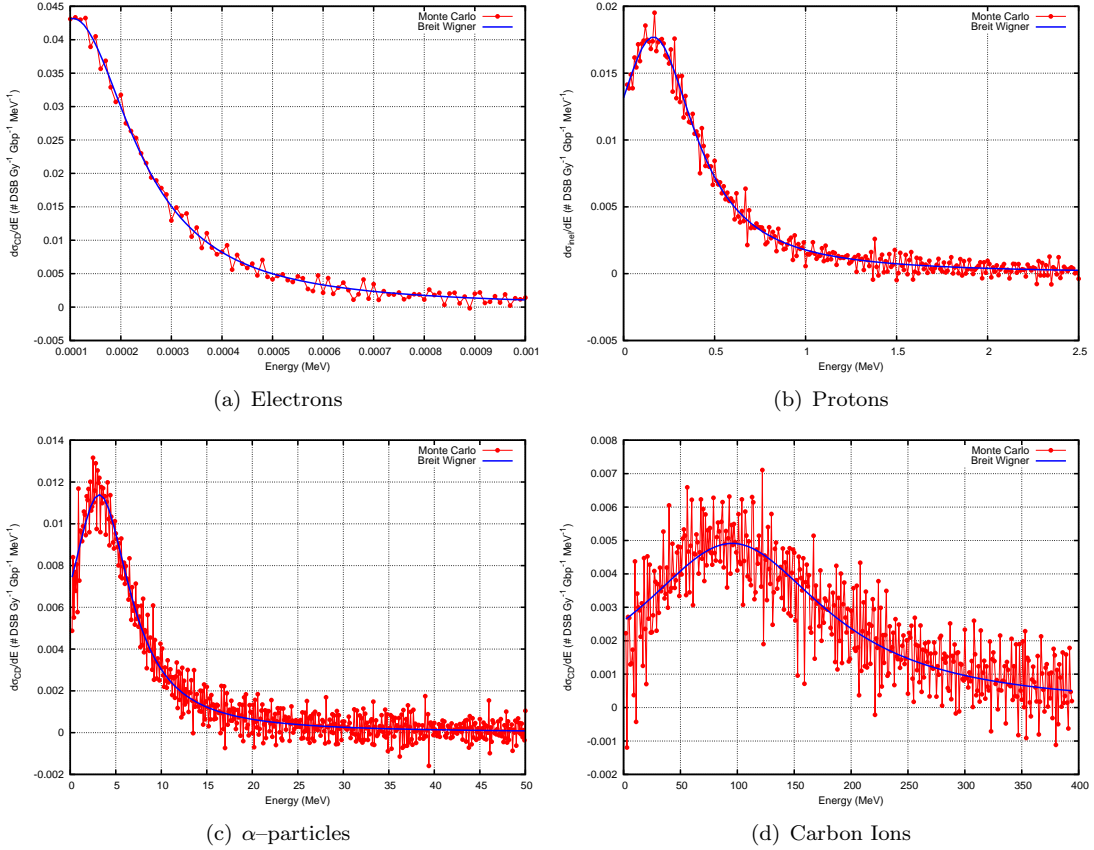 0.045
0.04
0.035
0.03
0.025
0.02
0.015
0.01
0.005
0
-0.005
dσCD/dE (# DSB Gy⁻¹ Gbp⁻¹ MeV⁻¹)
Monte Carlo
Breit Wigner
0.0001 0.0002 0.0003 0.0004 0.0005 0.0006 0.0007 0.0008 0.0009 0.001
Energy (MeV)
(a) Electrons
0.02
0.015
0.01
0.005
0
-0.005
dσinel/dE (# DSB Gy⁻¹ Gbp⁻¹ MeV⁻¹)
Monte Carlo
Breit Wigner
0 0.5 1 1.5 2 2.5
Energy (MeV)
(b) Protons
0.014
0.012
0.01
0.008
0.006
0.004
0.002
0
-0.002
dσCD/dE (# DSB Gy⁻¹ Gbp⁻¹ MeV⁻¹)
Monte Carlo
Breit Wigner
0 5 10 15 20 25 30 35 40 45 50
Energy (MeV)
(c) α–particles
0.008
0.007
0.006
0.005
0.004
0.003
0.002
0.001
0
-0.001
-0.002
dσCD/dE (# DSB Gy⁻¹ Gbp⁻¹ MeV⁻¹)
Monte Carlo
Breit Wigner
0 50 100 150 200 250 300 350 400
Energy (MeV)
(d) Carbon Ions